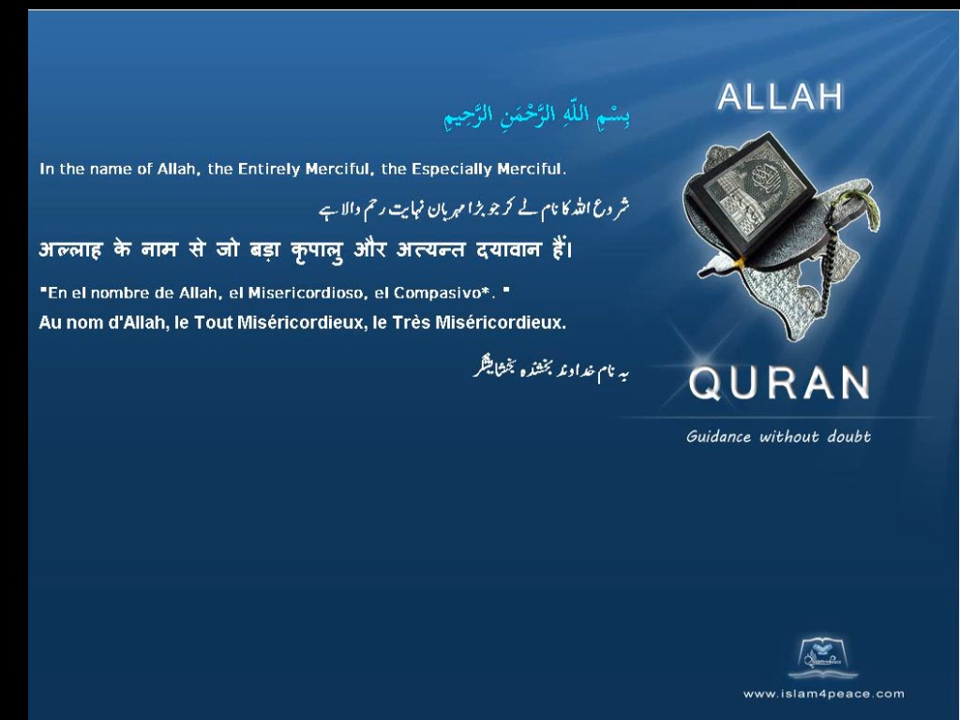 بِسْمِ اللَّهِ الرَّحْمَنِ الرَّحِيمِ
In the name of Allah, the Entirely Merciful, the Especially Merciful.
شروع اللہ کا نام لے کر جو بڑا مہربان نہایت رحم والا ہے
अल्लाह के नाम से जो बड़ा कृपालु और अत्यन्त दयावान हैं।
"En el nombre de Allah, el Misericordioso, el Compasivo*. "
Au nom d'Allah, le Tout Miséricordieux, le Très Miséricordieux.
به نام خداوند بخشنده بخشایشگر
ALLAH
QURAN
Guidance without doubt
www.islam4peace.com